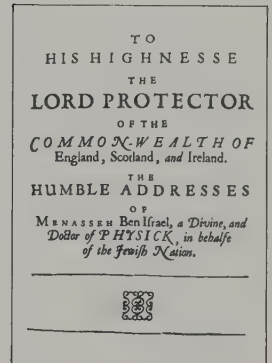 TO
HIS HIGHNESSE
THE
LORD PROTECTOR
OF THE
COMMON-WEALTH OF
England, Scotland, and Ireland.
THE
HUMBLE ADDRESSES
OF
MENASSEH Ben Israel, a Divine, and
Doctor of PHYSICK, in behalfe
of the Jewish Nation.